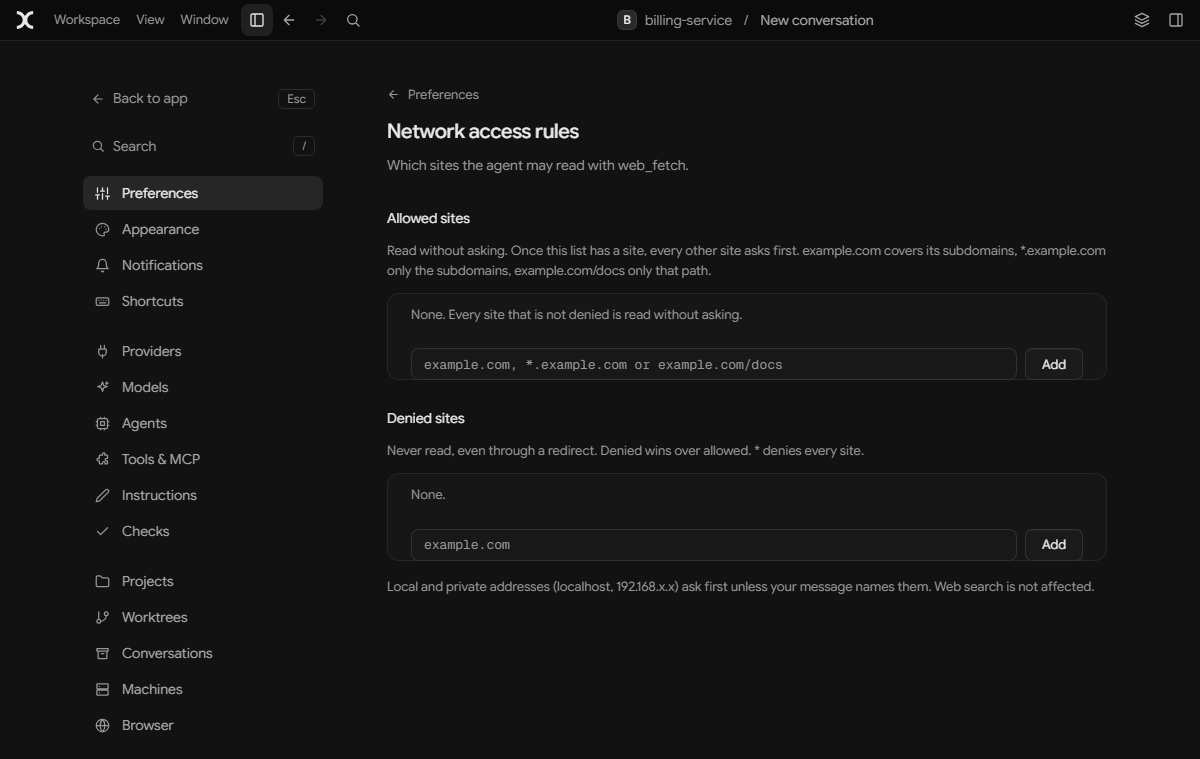 Workspace View Window
B billing-service / New conversation
Back to app Esc
Search /
Preferences
Appearance
Notifications
Shortcuts
Providers
Models
Agents
Tools & MCP
Instructions
Checks
Projects
Worktrees
Conversations
Machines
Browser
Preferences
Network access rules
Which sites the agent may read with web_fetch.
Allowed sites
Read without asking. Once this list has a site, every other site asks first. example.com covers its subdomains, *.example.com
only the subdomains, example.com/docs only that path.
None. Every site that is not denied is read without asking.
example.com, *.example.com or example.com/docs Add
Denied sites
Never read, even through a redirect. Denied wins over allowed. * denies every site.
None.
example.com Add
Local and private addresses (localhost, 192.168.x.x) ask first unless your message names them. Web search is not affected.